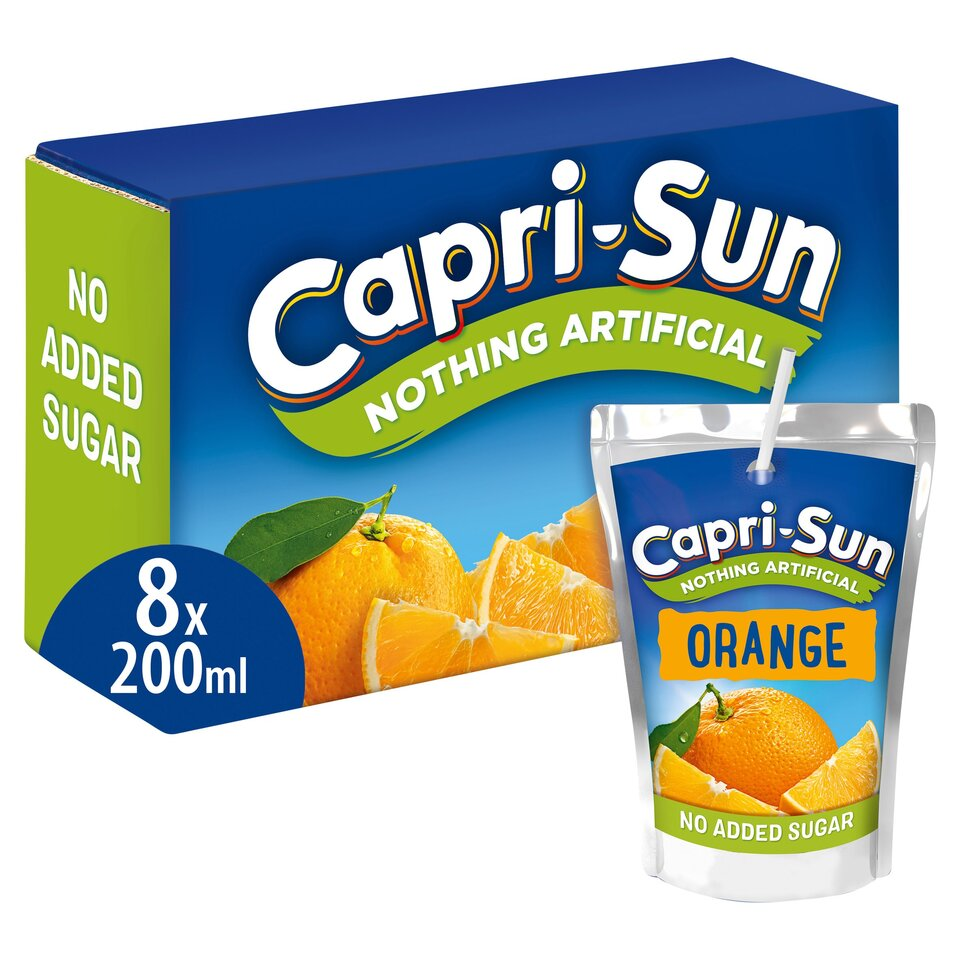 NO
ADDED
SUGAR
Capri-Sun
NOTHING ARTIFICIAL
8x
200ml
Capri-Sun
NOTHING ARTIFICIAL
ORANGE
NO ADDED SUGAR